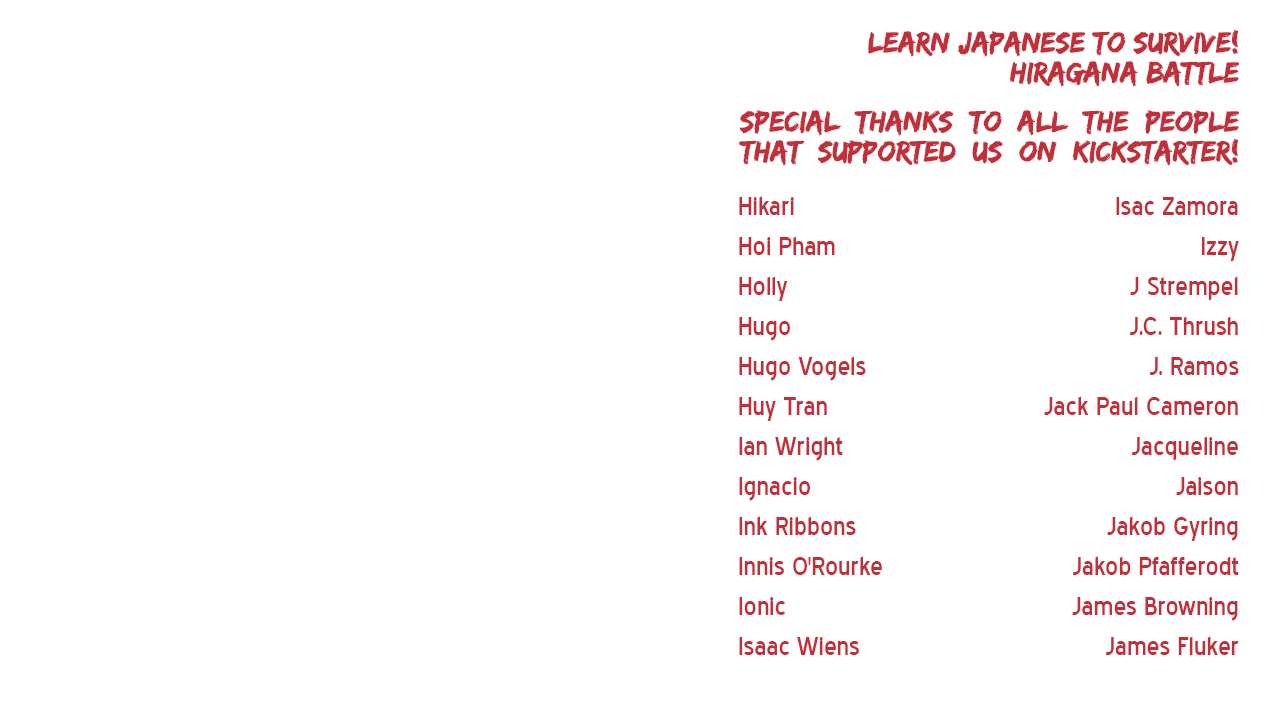 LEARN JAPANESE TO SURVIVE!
HIRAGANA BATTLE
SPECIAL THANKS TO ALL THE PEOPLE
THAT SUPPORTED US ON KICKSTARTER!
Hikari
Hoi Pham
Holly
Hugo
Hugo Vogels
Huy Tran
Ian Wright
Ignacio
Ink Ribbons
Innis O'Rourke
Ionic
Isaac Wiens
Isac Zamora
Izzy
J Strempel
J.C. Thrush
J. Ramos
Jack Paul Cameron
Jacqueline
Jaison
Jakob Gyring
Jakob Pfafferodt
James Browning
James Fluker